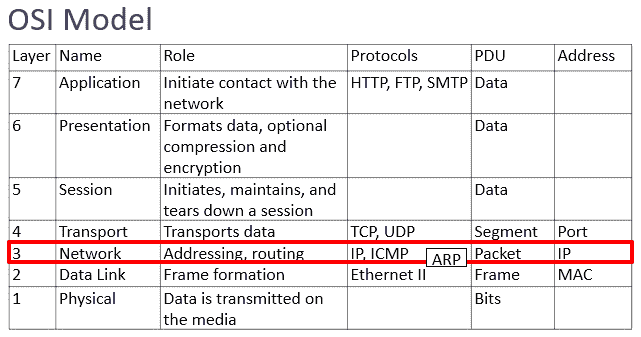 OSI Model
Layer Name Role Protocols PDU Address
7 Application Initiate contact with the HTTP, FTP, SMTP Data
network
6 Presentation Formats data, optional Data
compression and
encryption
5 Session Initiates, maintains, and Data
tears down a session
4 Transport Transports data TCP, UDP Segment Port
3 Network Addressing, routing IP, ICMP Packet IP
ARP
2 Data Link Frame formation Ethernet II Frame MAC
1 Physical Data is transmitted on Bits
the media